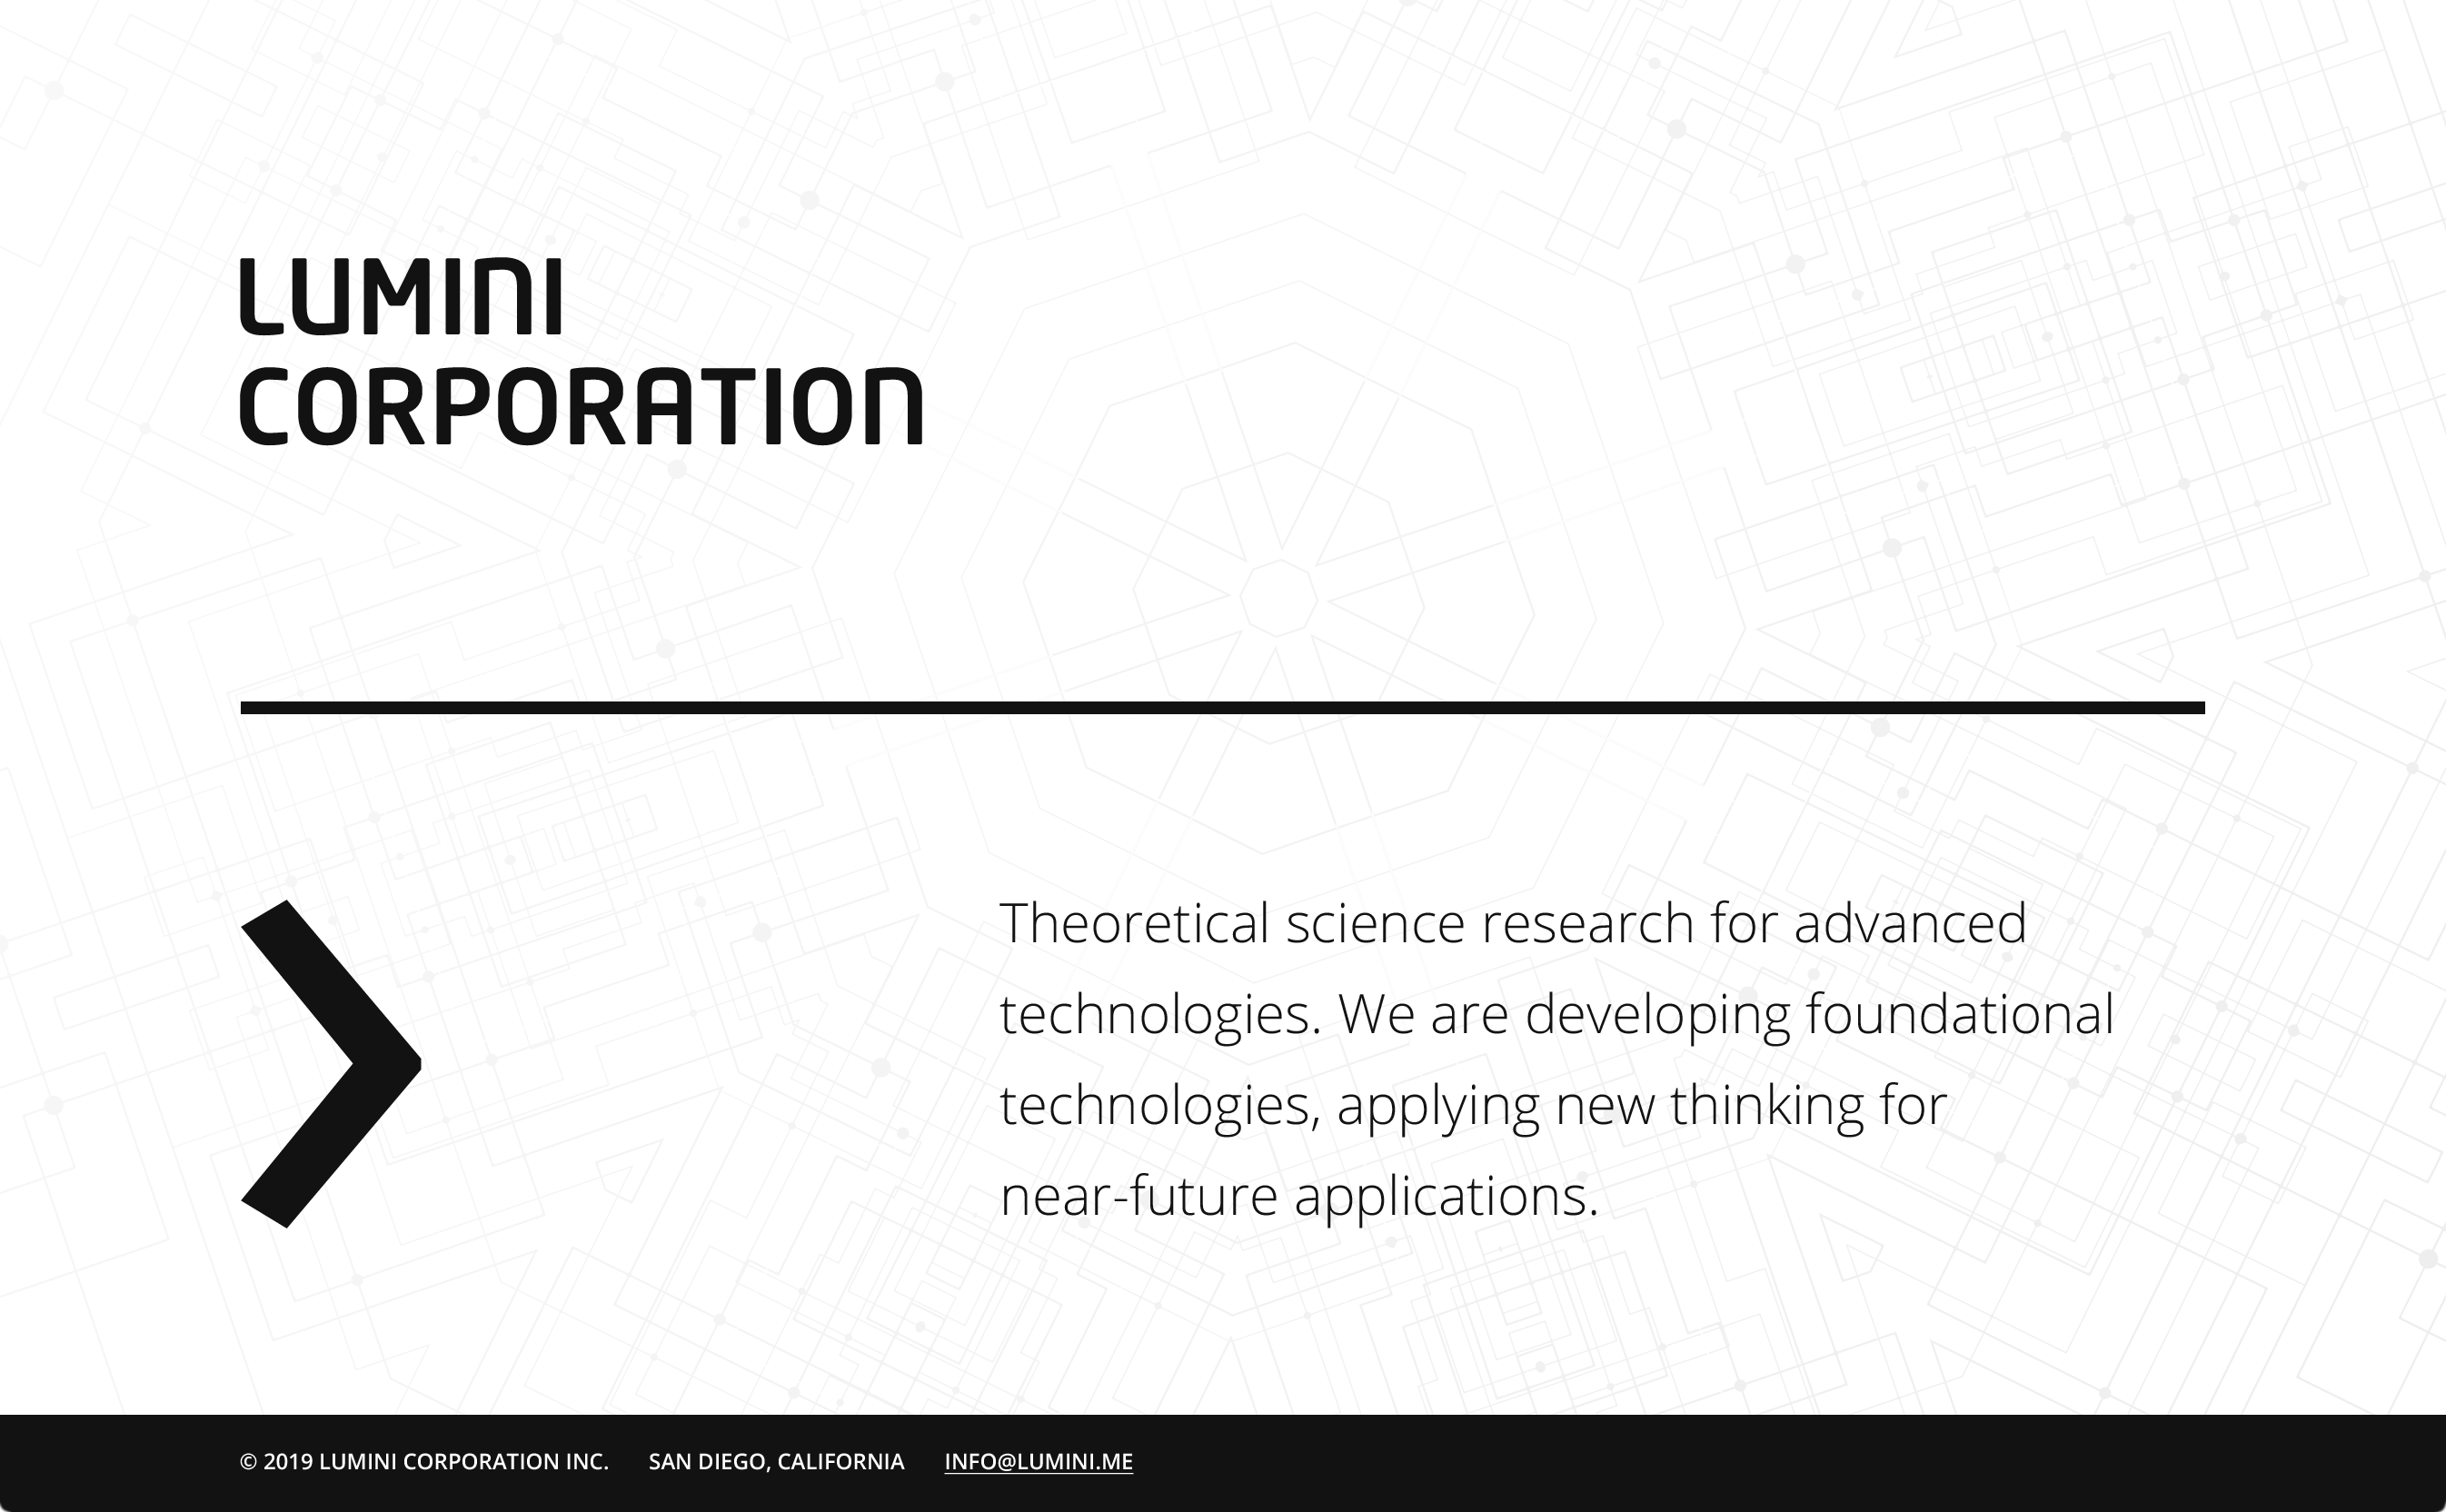 LUMINI
CORPORATION
Theoretical science research for advanced
technologies. We are developing foundational
technologies, applying new thinking for
near-future applications.
© 2019 LUMINI CORPORATION INC. SAN DIEGO, CALIFORNIA INFO@LUMINI.ME